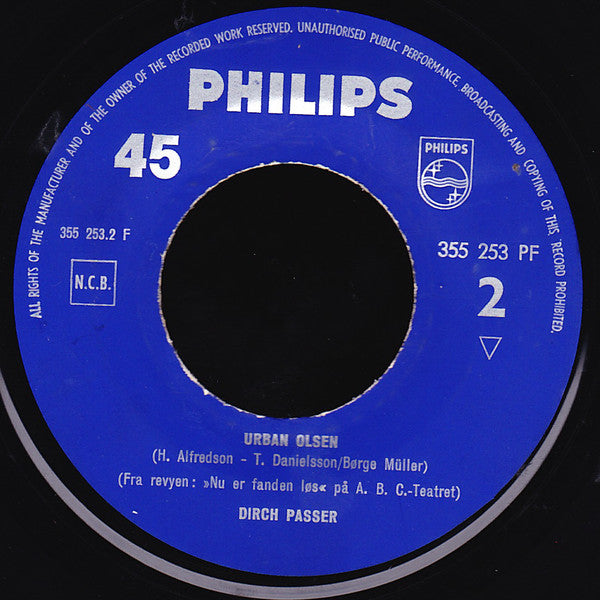 ALL RIGHTS OF THE MANUFACTURER AND OF THE OWNER OF THE RECORDED WORK RESERVED. UNAUTHORISED PUBLIC PERFORMANCE, BROADCASTING AND COPYING OF THIS RECORD PROHIBITED.
PHILIPS
45
PHILIPS
355 253.2 F
355 253 PF
N.C.B.
2
URBAN OLSEN
(H. Alfredson - T. Danielsson/Børge Müller)
(Fra revyen: »Nu er fanden løs« på A. B. C.-Teatret)
DIRCH PASSER